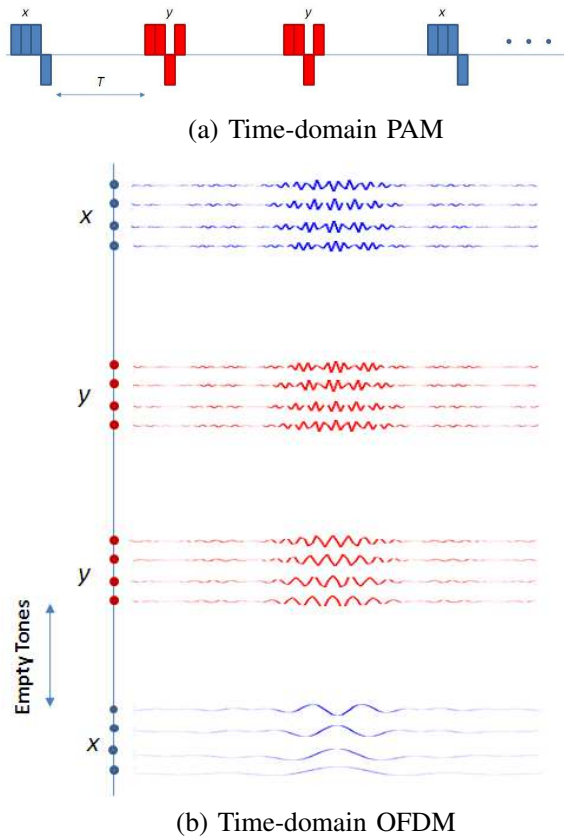 x y y x
T
(a) Time-domain PAM
x
y
y
Empty Tones
x
(b) Time-domain OFDM